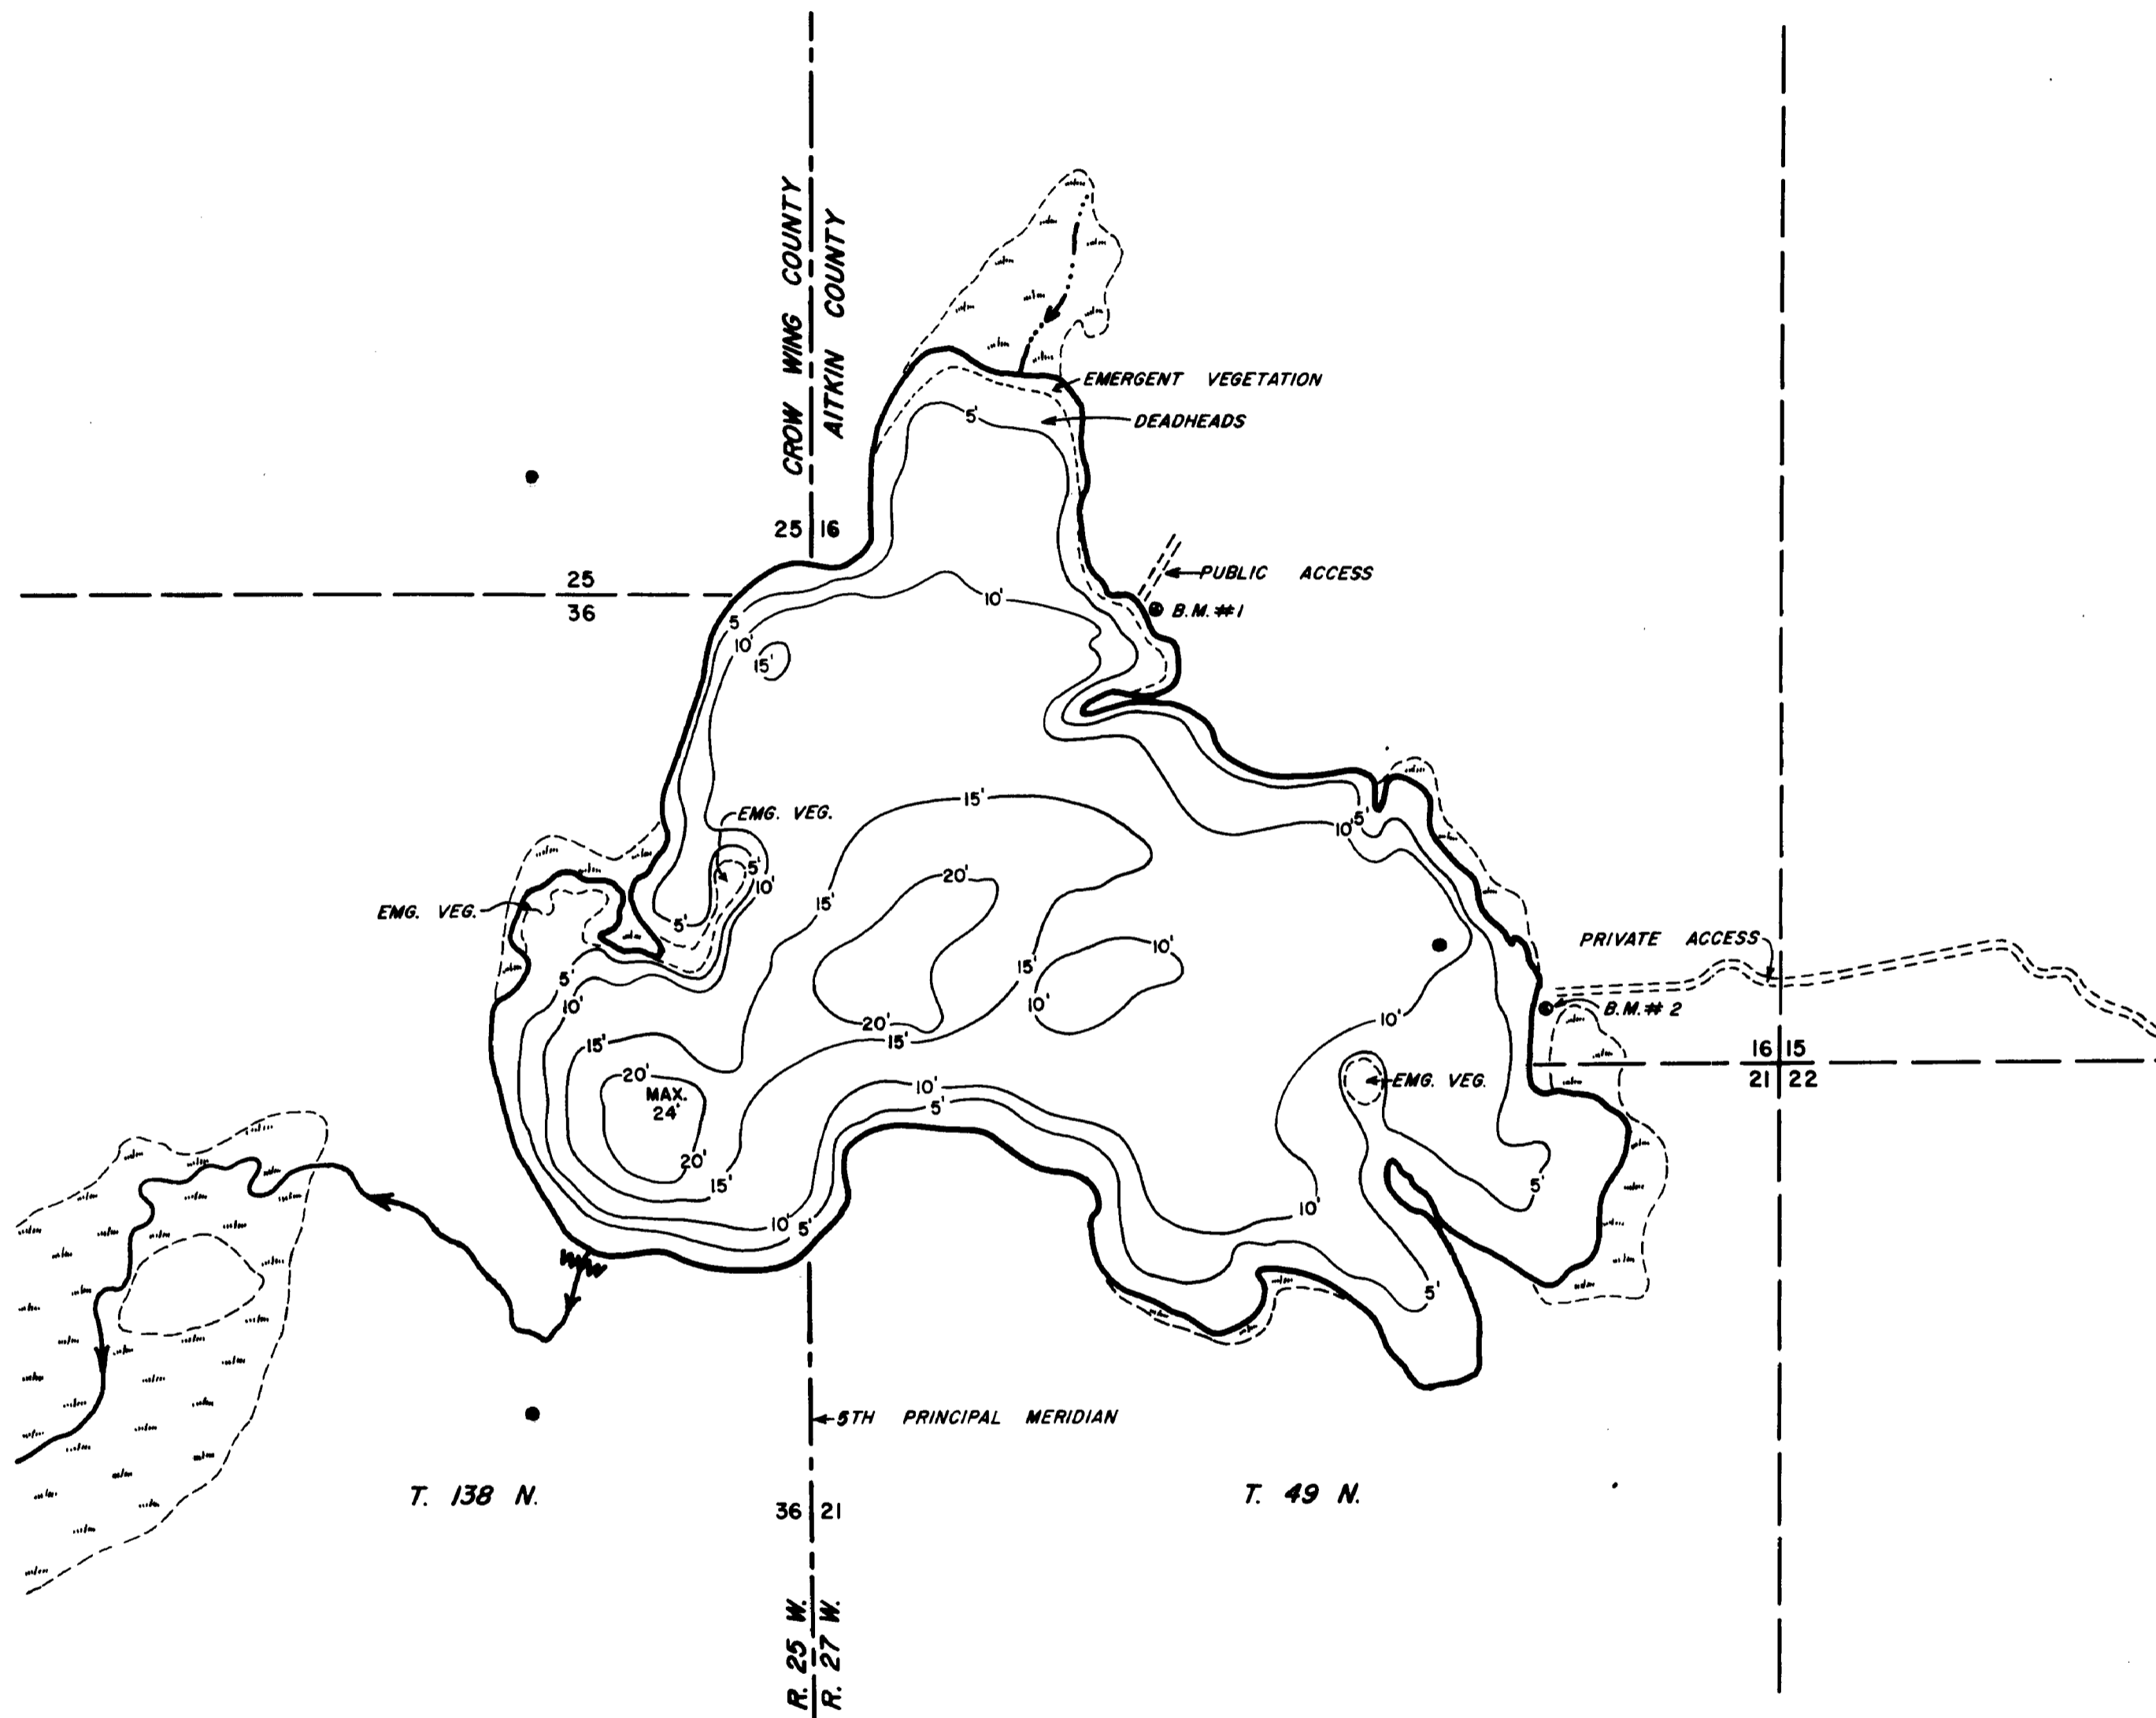 CROW WING COUNTY
AITKIN COUNTY
EMERGENT VEGETATION
5'
DEADHEADS
25 16
25
36
PUBLIC ACCESS
10'
B.M. #1
5'
10'
15'
15'
EMG. VEG.
10'
5'
5'
20'
10'
15'
EMG. VEG.
5'
PRIVATE ACCESS
10'
15'
5'
10'
10'
B.M. # 2
20'
10'
15'
15'
16 15
21 22
20'
MAX.
24'
10'
EMG. VEG.
5'
20'
15'
5'
10'
10'
5'
5'
5TH PRINCIPAL MERIDIAN
T. 138 N.
T. 49 N.
36 21
R. 25 W.
R. 27 W.